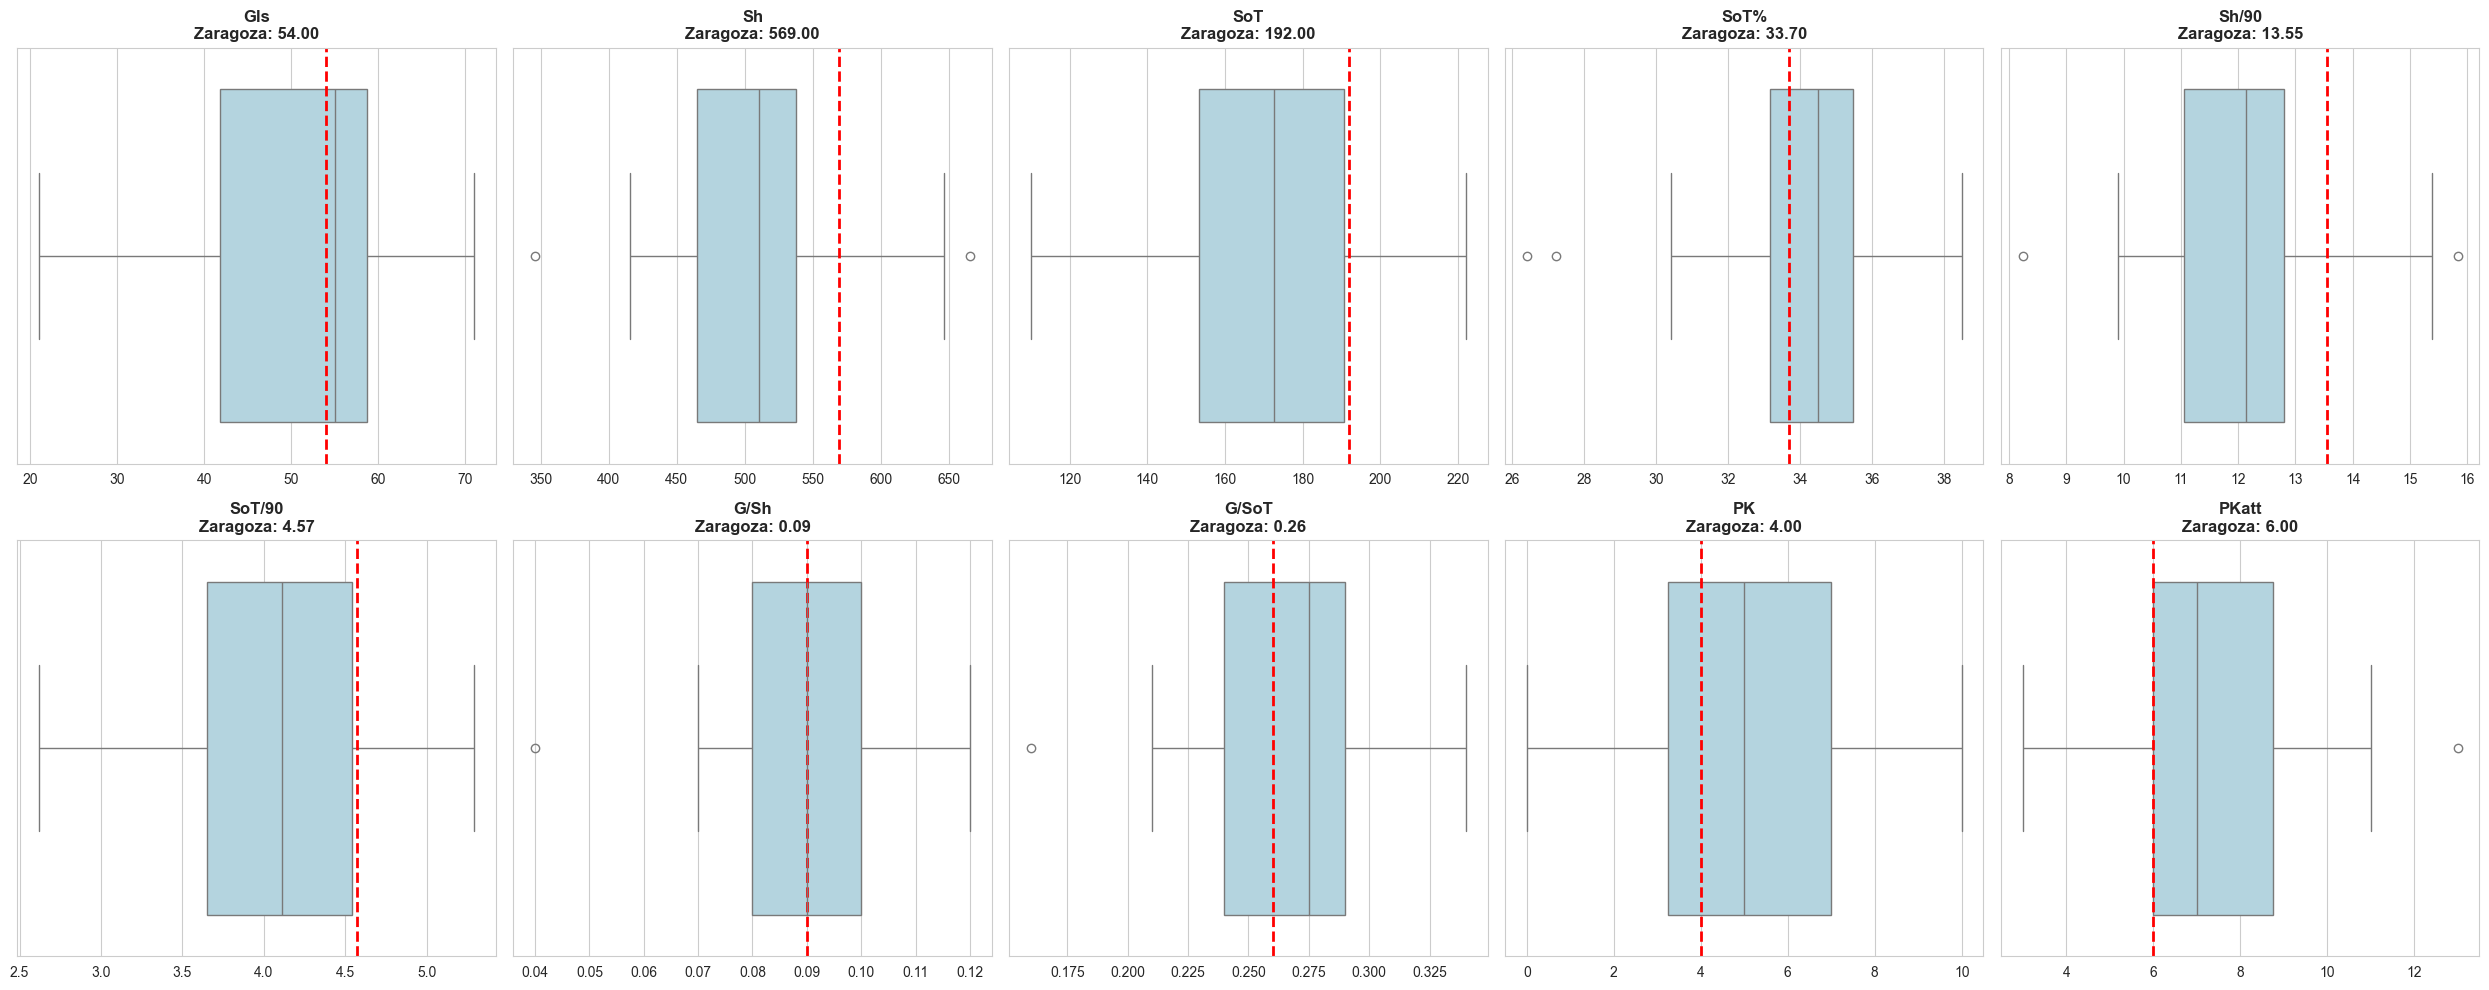 Gls
Zaragoza: 54.00
Sh
Zaragoza: 569.00
SoT
Zaragoza: 192.00
SoT%
Zaragoza: 33.70
Sh/90
Zaragoza: 13.55
20 30 40 50 60 70
350 400 450 500 550 600 650
120 140 160 180 200 220
26 28 30 32 34 36 38
8 9 10 11 12 13 14 15 16
SoT/90
Zaragoza: 4.57
G/Sh
Zaragoza: 0.09
G/SoT
Zaragoza: 0.26
PK
Zaragoza: 4.00
PKatt
Zaragoza: 6.00
2.5 3.0 3.5 4.0 4.5 5.0
0.04 0.05 0.06 0.07 0.08 0.09 0.10 0.11 0.12
0.175 0.200 0.225 0.250 0.275 0.300 0.325
0 2 4 6 8 10
4 6 8 10 12